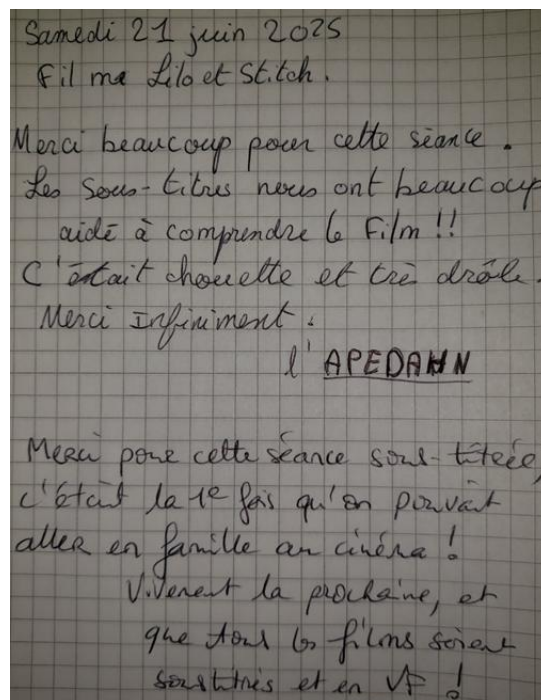 Samedi 21 juin 2025
Film Lilo et Stitch.
Merci beaucoup pour cette séance.
Les Sous-titres nous ont beaucoup
aidé à comprendre le Film !!
C'était chouette et très drôle.
Merci Infiniment.
l'APEDAHN
Merci pour cette séance sous-titrée,
c'était la 1e fois qu'on pouvait
aller en famille au cinéma !
Vivement la prochaine, et
que tous les films soient
sous titrés et en VF !